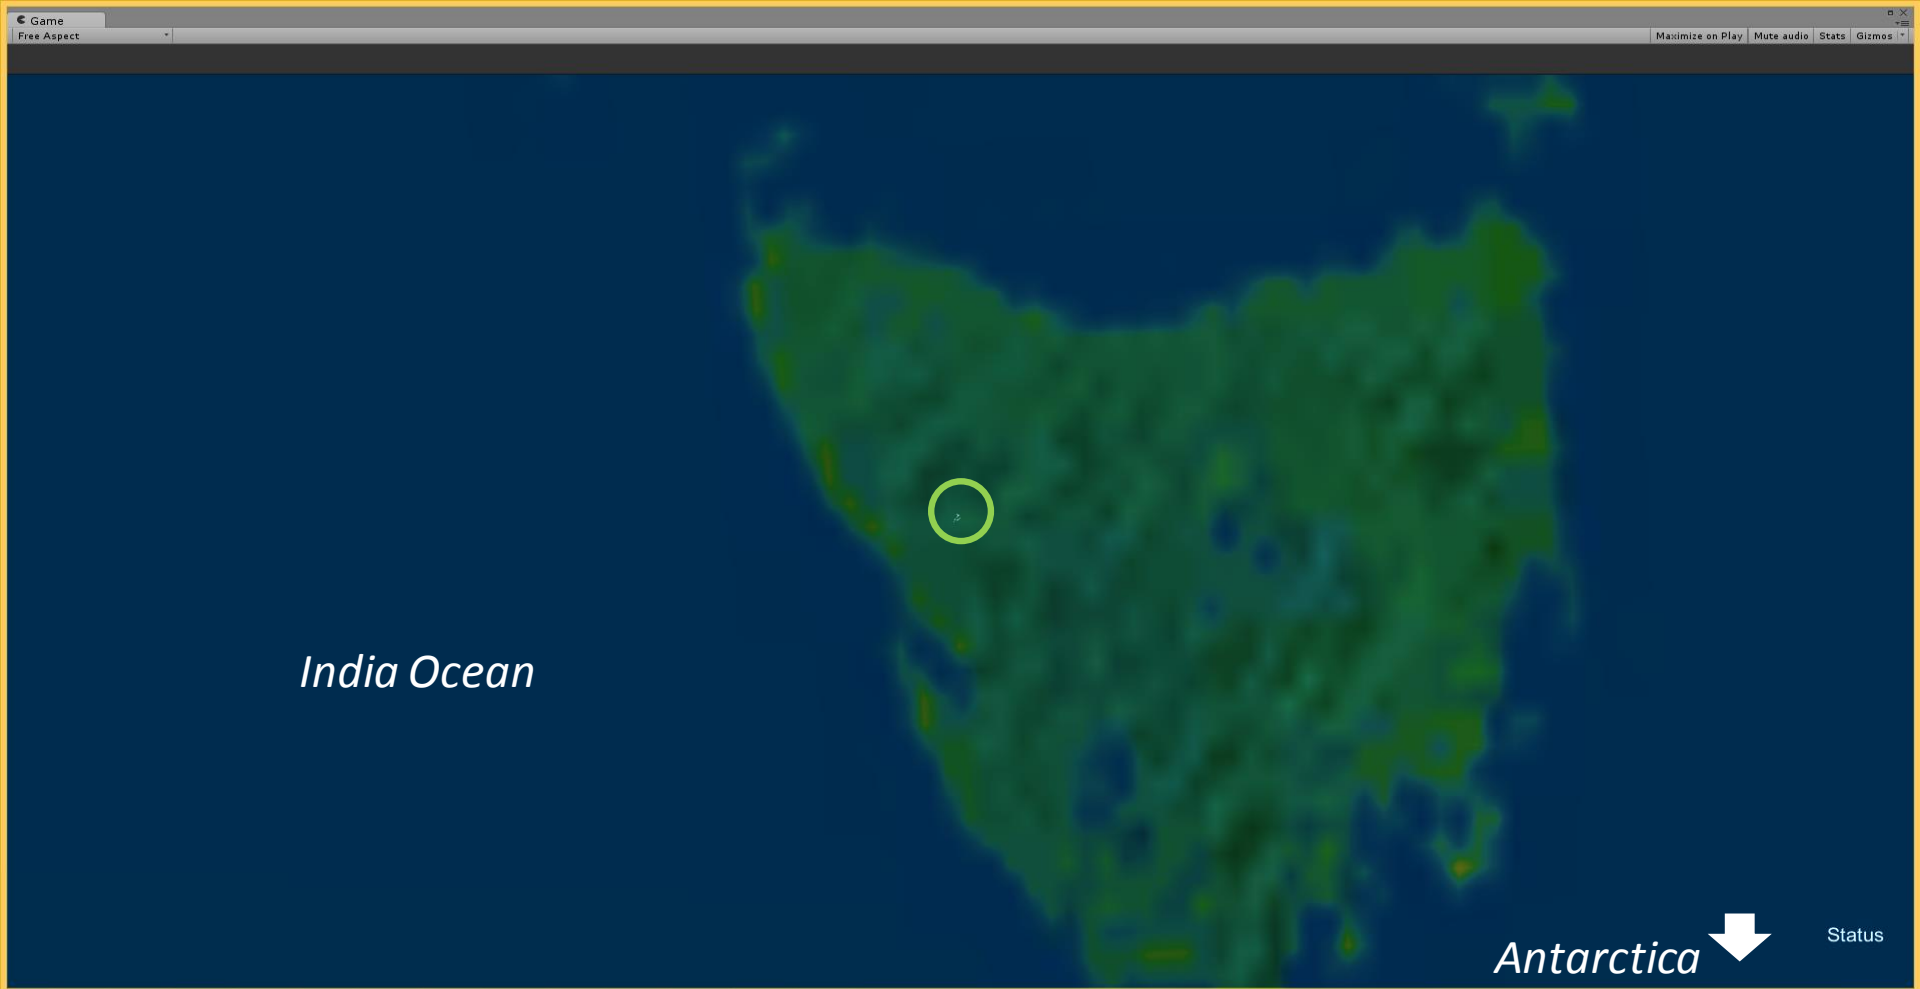 Game
Free Aspect
Maximize on Play
Mute audio
Stats
Gizmos
India Ocean
Antarctica
Status